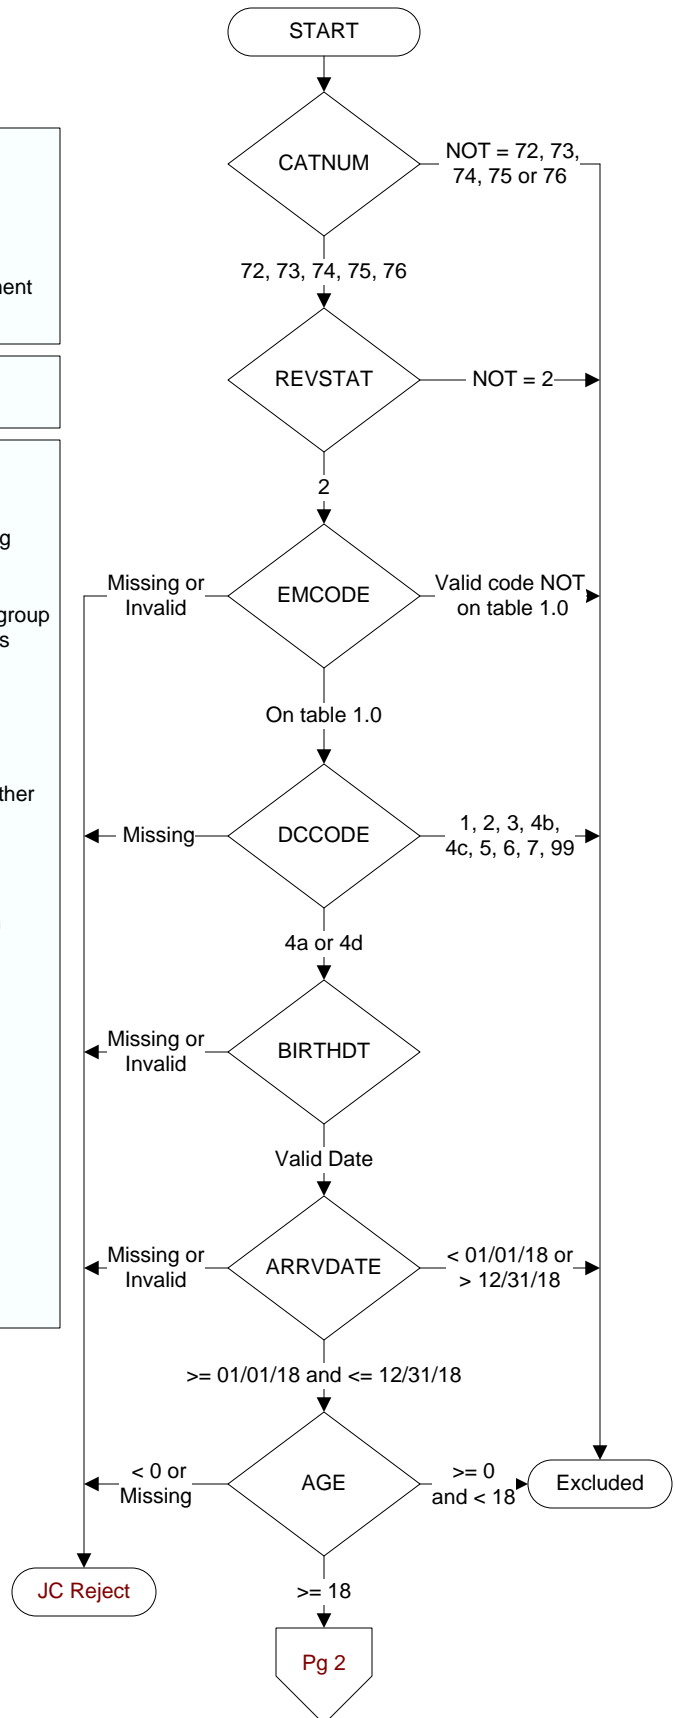 START
CATNUM
NOT = 72, 73,
74, 75 or 76
72, 73, 74, 75, 76
REVSTAT
NOT = 2
2
Missing or
Invalid
EMCODE
Valid code NOT
on table 1.0
On table 1.0
Missing
DCCODE
1, 2, 3, 4b,
4c, 5, 6, 7, 99
4a or 4d
Missing or
Invalid
BIRTHDT
Valid Date
Missing or
Invalid
ARRVDATE
< 01/01/18 or
> 12/31/18
>= 01/01/18 and <= 12/31/18
< 0 or
Missing
AGE
>= 0
and < 18
Excluded
JC Reject
>= 18
Pg 2
group